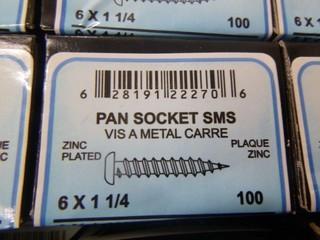 6 X 1 1/4 100
6 28191 22270 6
PAN SOCKET SMS
VIS A METAL CARRE
ZINC PLATED
PLAQUE ZINC
6 X 1 1/4 100